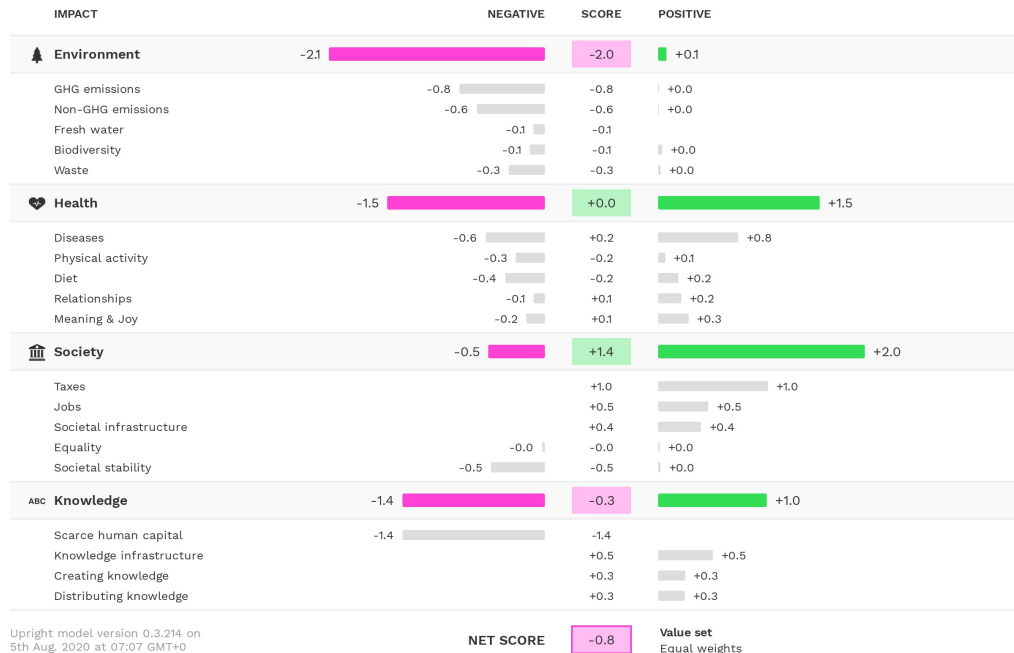 IMPACT NEGATIVE SCORE POSITIVE
Environment -2.1 -2.0 +0.1
GHG emissions -0.8 -0.8 +0.0
Non-GHG emissions -0.6 -0.6 +0.0
Fresh water -0.1 -0.1
Biodiversity -0.1 -0.1 +0.0
Waste -0.3 -0.3 +0.0
Health -1.5 +0.0 +1.5
Diseases -0.6 +0.2 +0.8
Physical activity -0.3 -0.2 +0.1
Diet -0.4 -0.2 +0.2
Relationships -0.1 +0.1 +0.2
Meaning & Joy -0.2 +0.1 +0.3
Society -0.5 +1.4 +2.0
Taxes +1.0 +1.0
Jobs +0.5 +0.5
Societal infrastructure +0.4 +0.4
Equality -0.0 -0.0 +0.0
Societal stability -0.5 -0.5 +0.0
ABC Knowledge -1.4 -0.3 +1.0
Scarce human capital -1.4 -1.4
Knowledge infrastructure +0.5 +0.5
Creating knowledge +0.3 +0.3
Distributing knowledge +0.3 +0.3
Upright model version 0.3.214 on
5th Aug. 2020 at 07:07 GMT+0
NET SCORE -0.8
Value set
Equal weights